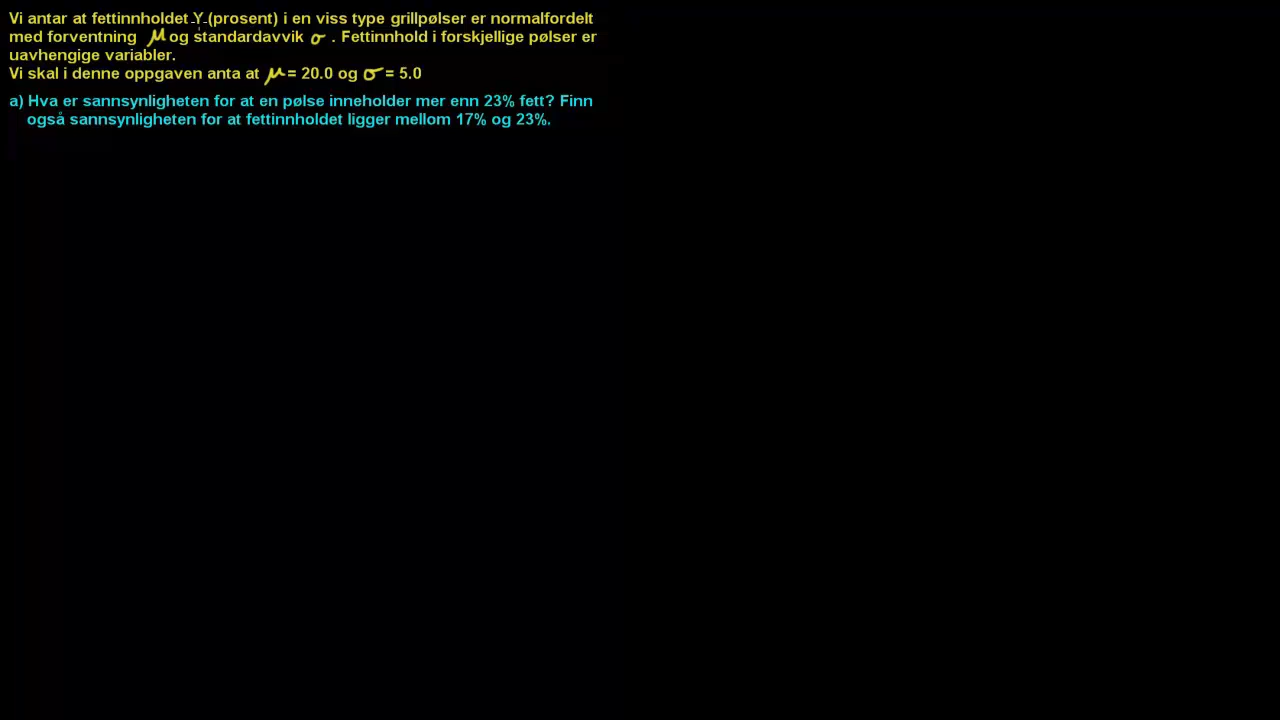 Vi antar at fettinnholdet Y (prosent) i en viss type grillpølser er normalfordelt
med forventning μ og standardavvik σ . Fettinnhold i forskjellige pølser er
uavhengige variabler.
Vi skal i denne oppgaven anta at μ = 20.0 og σ = 5.0
a) Hva er sannsynligheten for at en pølse inneholder mer enn 23% fett? Finn
også sannsynligheten for at fettinnholdet ligger mellom 17% og 23%.